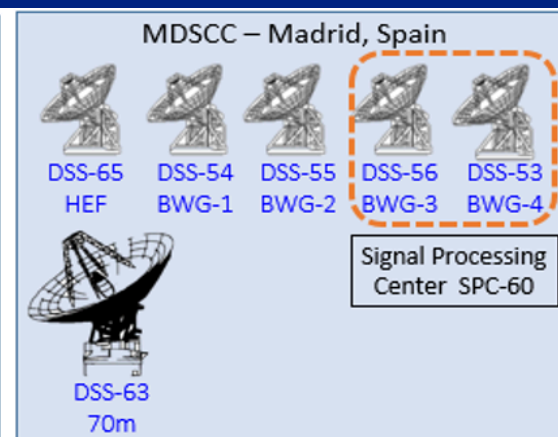 MDSCC – Madrid, Spain
DSS-65 DSS-54 DSS-55 DSS-56 DSS-53
HEF BWG-1 BWG-2 BWG-3 BWG-4
Signal Processing
Center SPC-60
DSS-63
70m